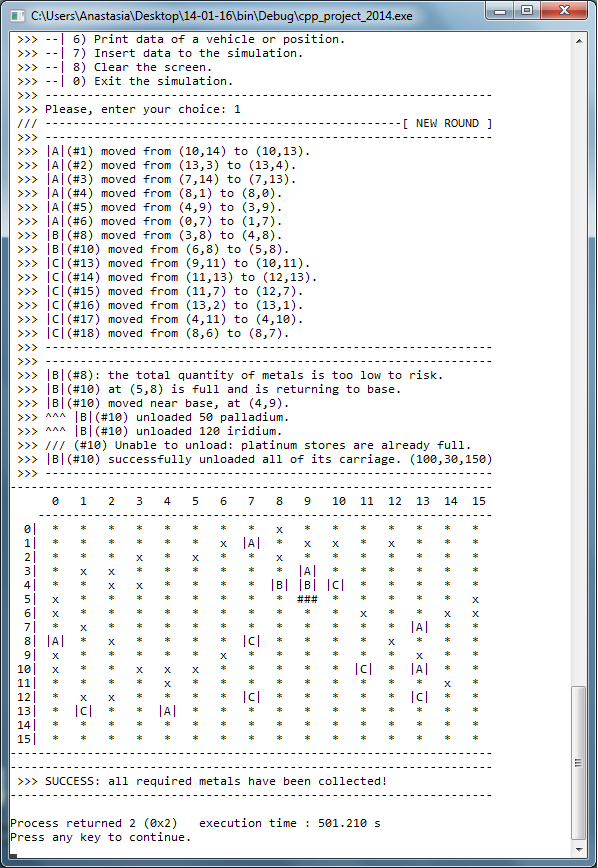 C:\Users\Anastasia\Desktop\14-01-16\bin\Debug\cpp_project_2014.exe
>>> --| 6) Print data of a vehicle or position.
>>> --| 7) Insert data to the simulation.
>>> --| 8) Clear the screen.
>>> --| 0) Exit the simulation.
>>> ----------------------------------------------------------------
>>> Please, enter your choice: 1
/// ---------------------------------------------------[ NEW ROUND ]
>>> ----------------------------------------------------------------
>>> |A|(#1) moved from (10,14) to (10,13).
>>> |A|(#2) moved from (13,3) to (13,4).
>>> |A|(#3) moved from (7,14) to (7,13).
>>> |A|(#4) moved from (8,1) to (8,0).
>>> |A|(#5) moved from (4,9) to (3,9).
>>> |A|(#6) moved from (0,7) to (1,7).
>>> |B|(#8) moved from (3,8) to (4,8).
>>> |B|(#10) moved from (6,8) to (5,8).
>>> |C|(#13) moved from (9,11) to (10,11).
>>> |C|(#14) moved from (11,13) to (12,13).
>>> |C|(#15) moved from (11,7) to (12,7).
>>> |C|(#16) moved from (13,2) to (13,1).
>>> |C|(#17) moved from (4,11) to (4,10).
>>> |C|(#18) moved from (8,6) to (8,7).
>>> ----------------------------------------------------------------
>>> ----------------------------------------------------------------
>>> |B|(#8): the total quantity of metals is too low to risk.
>>> |B|(#10) at (5,8) is full and is returning to base.
>>> |B|(#10) moved near base, at (4,9).
^^^ |B|(#10) unloaded 50 palladium.
^^^ |B|(#10) unloaded 120 iridium.
>>> /// (#10) Unable to unload: platinum stores are already full.
>>> |B|(#10) successfully unloaded all of its carriage. (100,30,150)
>>> ----------------------------------------------------------------
--------------------------------------------------------------------
0 1 2 3 4 5 6 7 8 9 10 11 12 13 14 15
----------------------------------------------------------------
0| * * * * * * * * x * * * * * * *
1| * * * * * * x |A| * x x * x * * *
2| * * * x * x * * x * * * * * * *
3| * x x * * * * * * |A| * * * * * *
4| * * x x * * * * |B| |B| |C| * * * * *
5| x * * * * * * * * ### * * * * * x
6| x * * * * * * * * * * x * * x x
7| * x * * * * * * * * * * * |A| * *
8| |A| * x * * * * |C| * * * * x * * *
9| x * * * * * x * * * * * * x * *
10| x * * x x x * * * * * |C| * |A| * *
11| * * * * x * * * * * * * * * x *
12| * x x * * * * |C| * * * * * |C| * *
13| * |C| * * |A| * * * * * * * * * * *
14| * * * * * * * * * * * * * * * *
15| * * * * * * * * * * * * * * * *
--------------------------------------------------------------------
--------------------------------------------------------------------
>>> SUCCESS: all required metals have been collected!
--------------------------------------------------------------------
Process returned 2 (0x2)   execution time : 501.210 s
Press any key to continue.